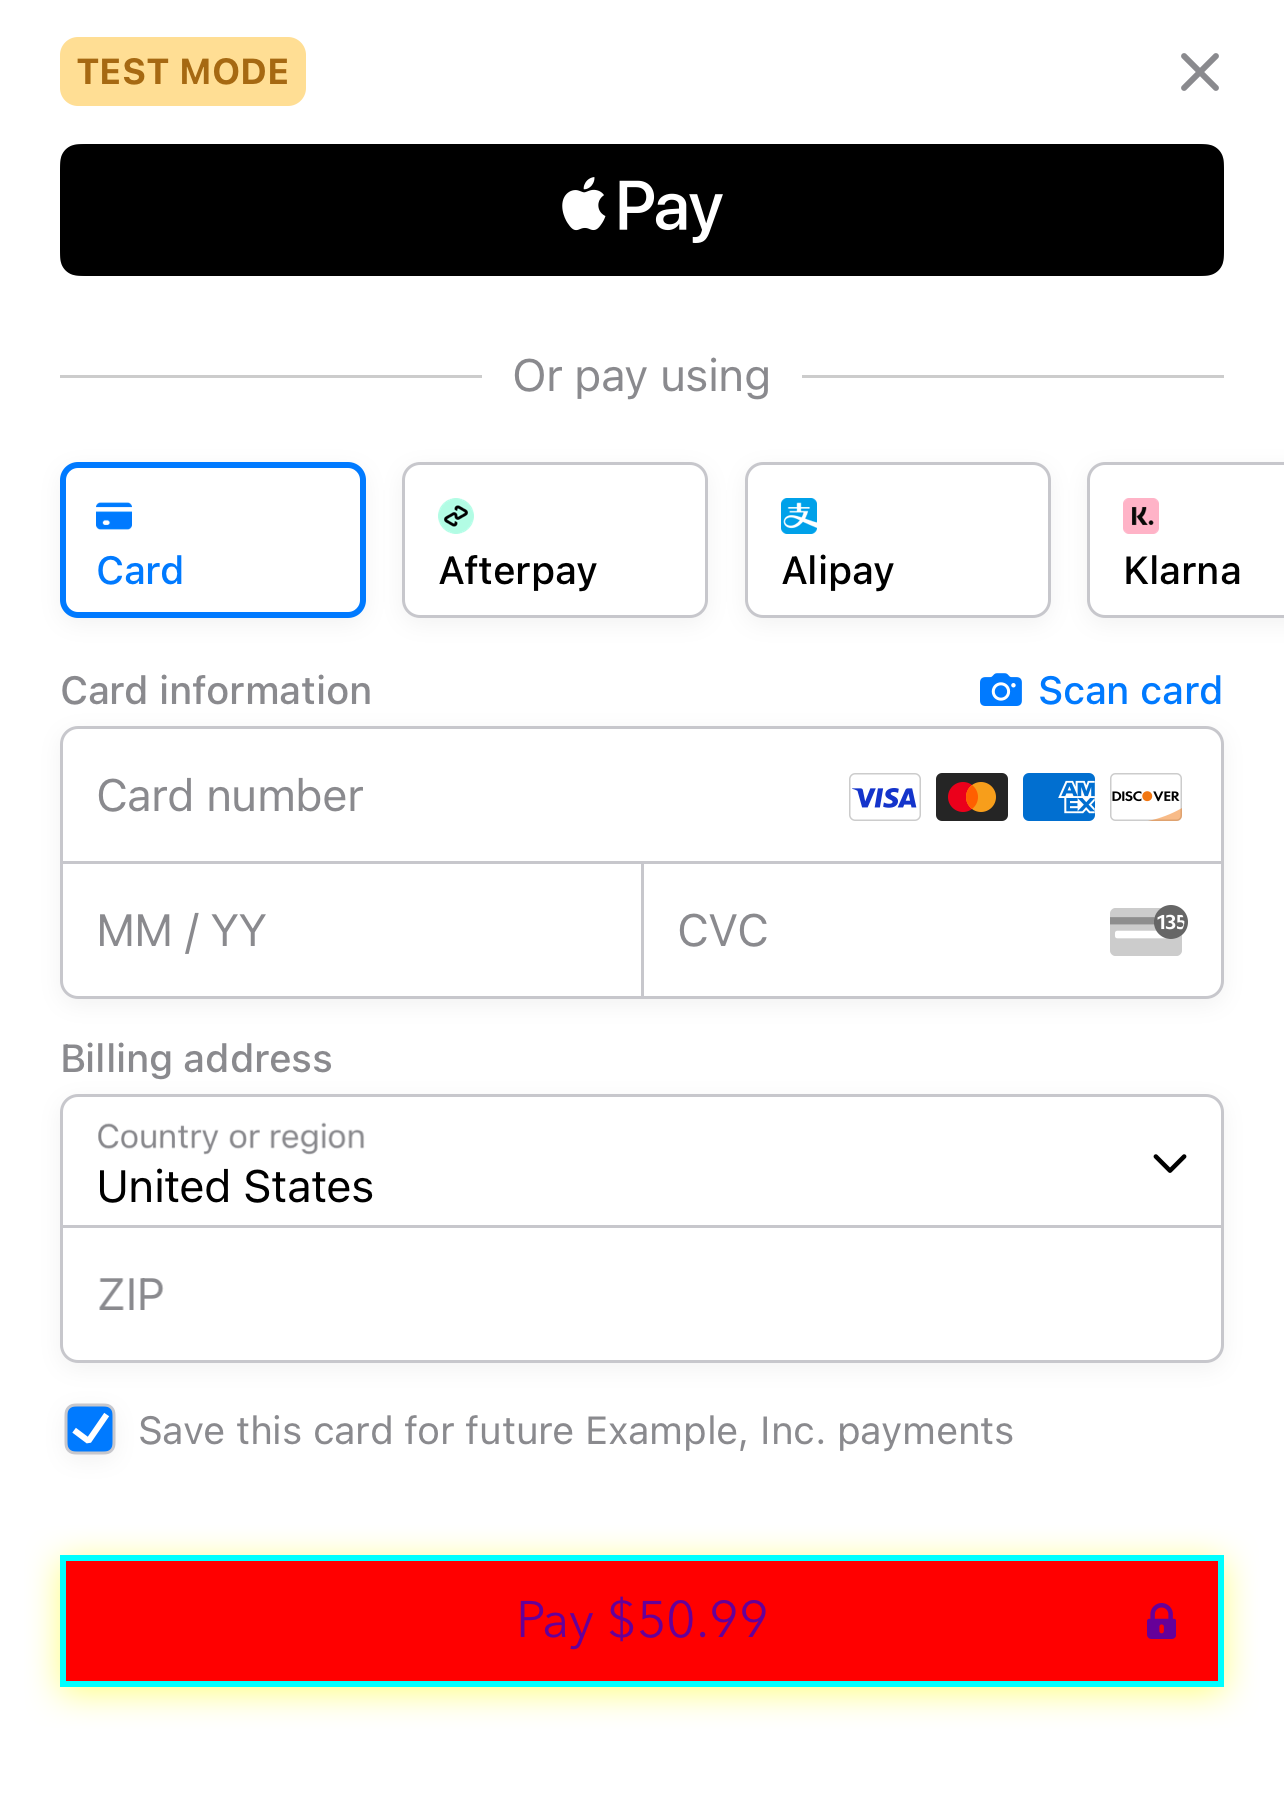 TEST MODE
Pay
Or pay using
支
K.
Card
Afterpay
Alipay
Klarna
Card information
Scan card
Card number
VISA
AM
EX
DISCOVER
MM / YY
CVC
135
Billing address
Country or region
United States
ZIP
Save this card for future Example, Inc. payments
Pay $50.99